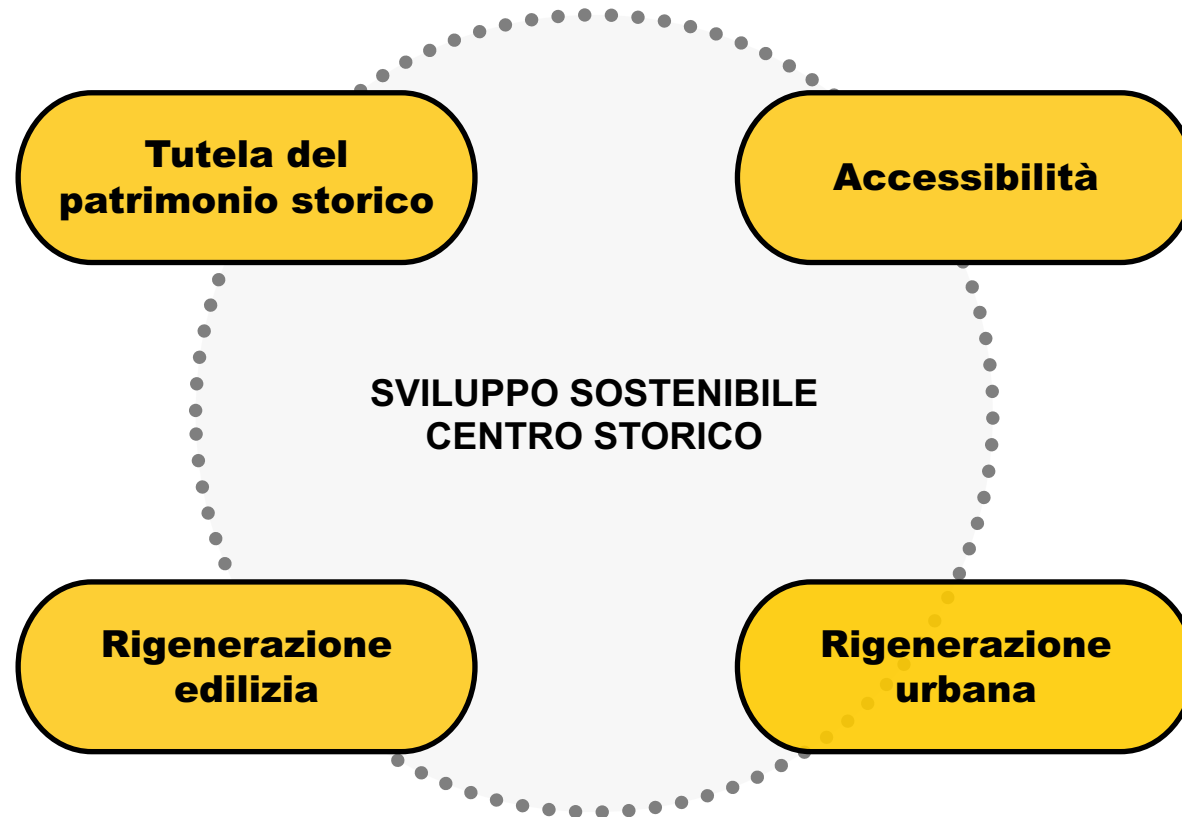 Tutela del
patrimonio storico
Accessibilità
SVILUPPO SOSTENIBILE
CENTRO STORICO
Rigenerazione
edilizia
Rigenerazione
urbana